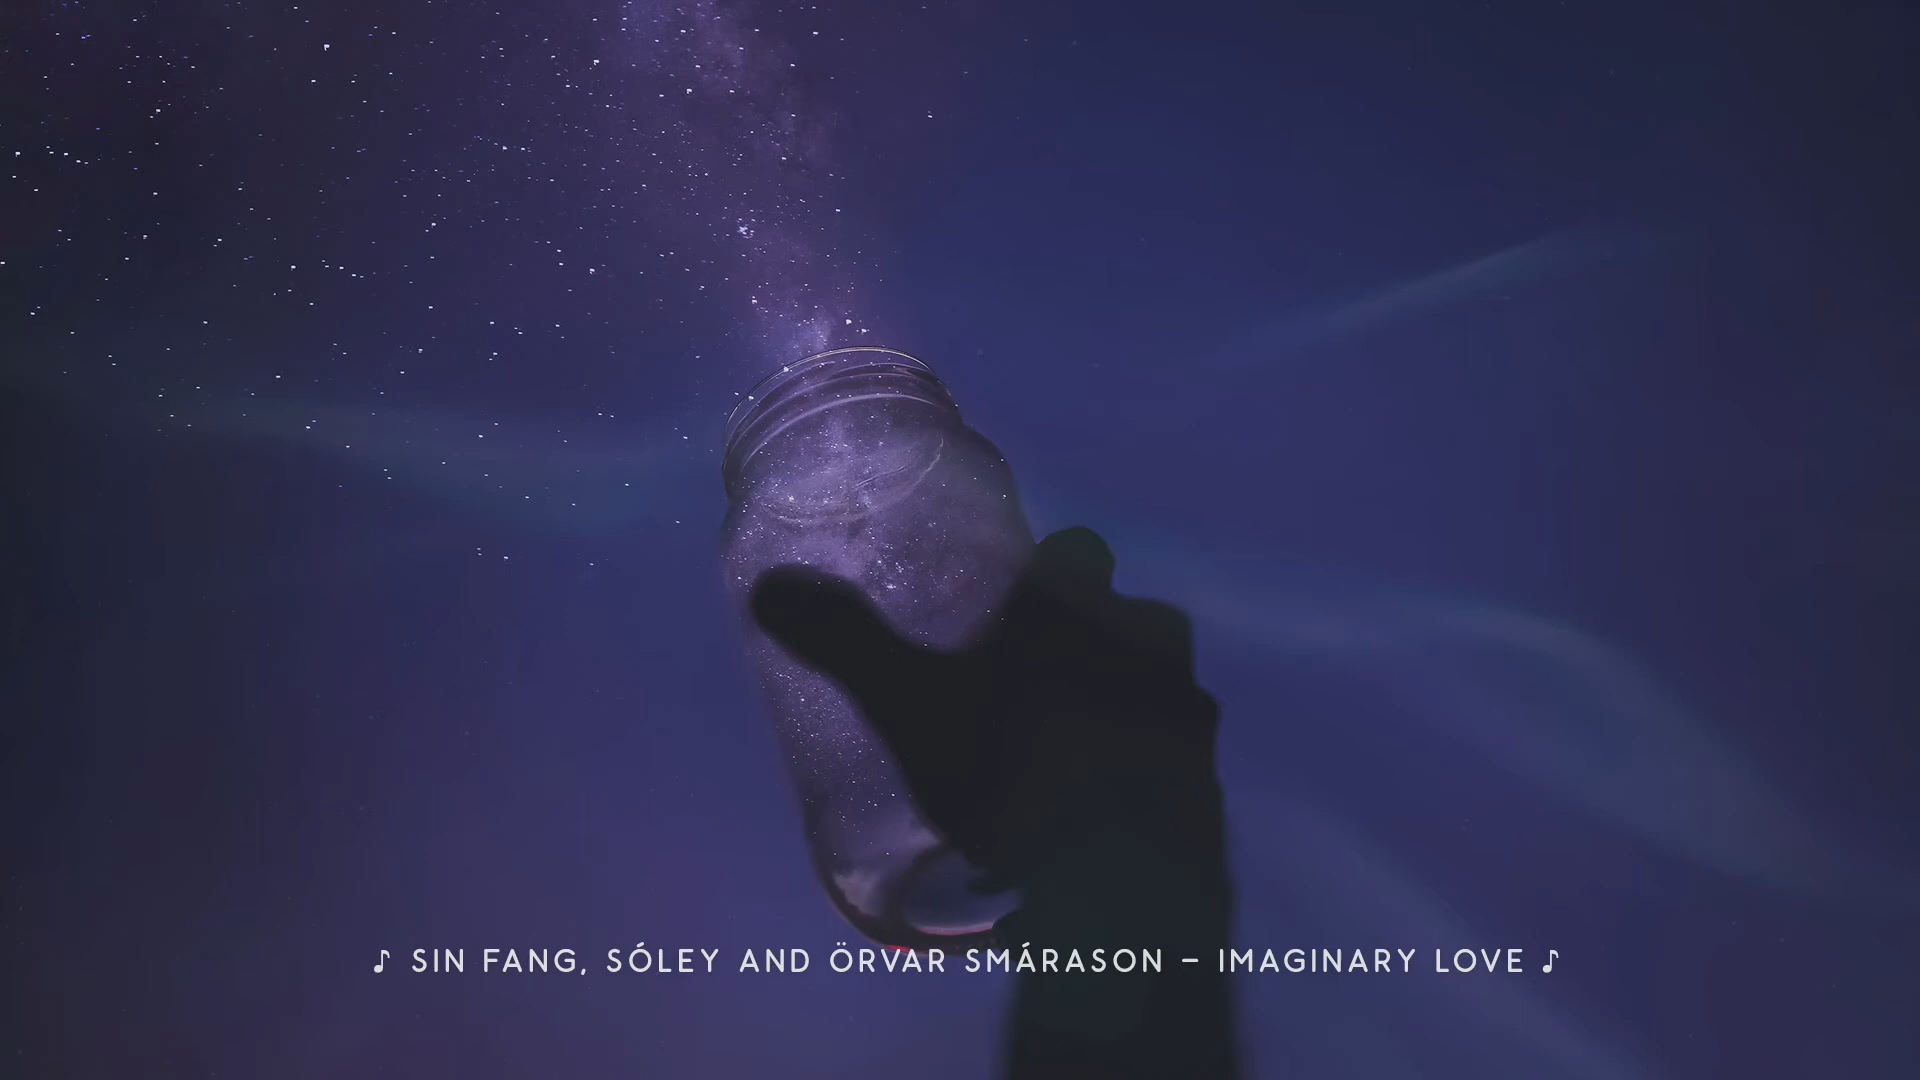 ♪ SIN FANG, SÓLEY AND ÖRVAR SMÁRASON – IMAGINARY LOVE ♪